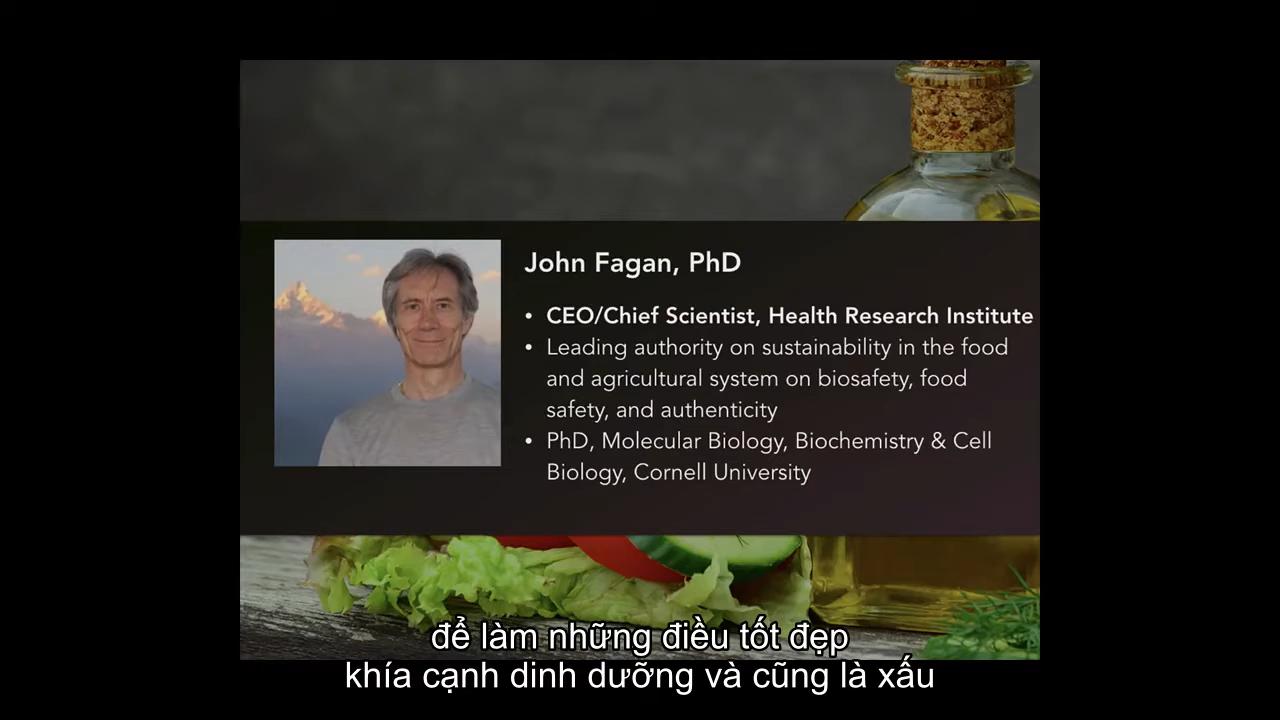 John Fagan, PhD
• CEO/Chief Scientist, Health Research Institute
• Leading authority on sustainability in the food
and agricultural system on biosafety, food
safety, and authenticity
• PhD, Molecular Biology, Biochemistry & Cell
Biology, Cornell University
để làm những điều tốt đẹp
khía cạnh dinh dưỡng và cũng là xấu